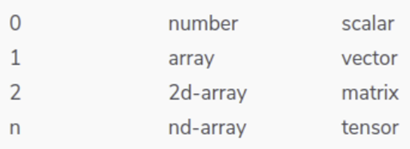 0 number scalar
1 array vector
2 2d-array matrix
n nd-array tensor